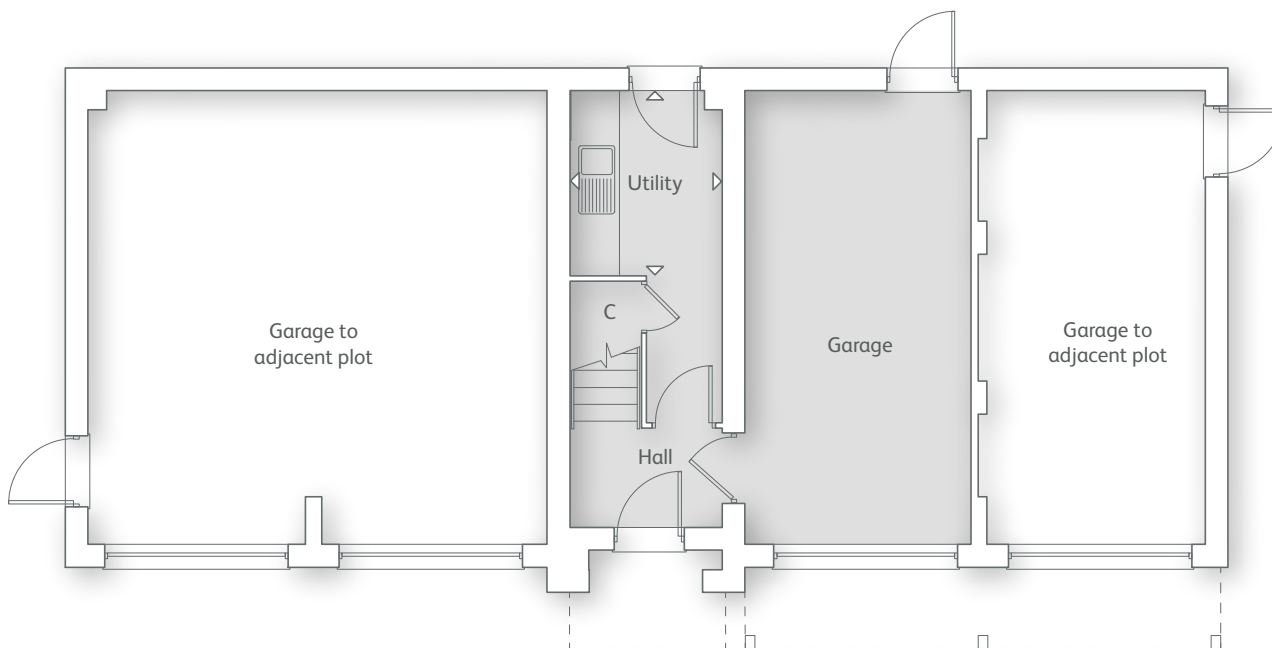 Utility
C
Garage to
adjacent plot
Garage
Garage to
adjacent plot
Hall